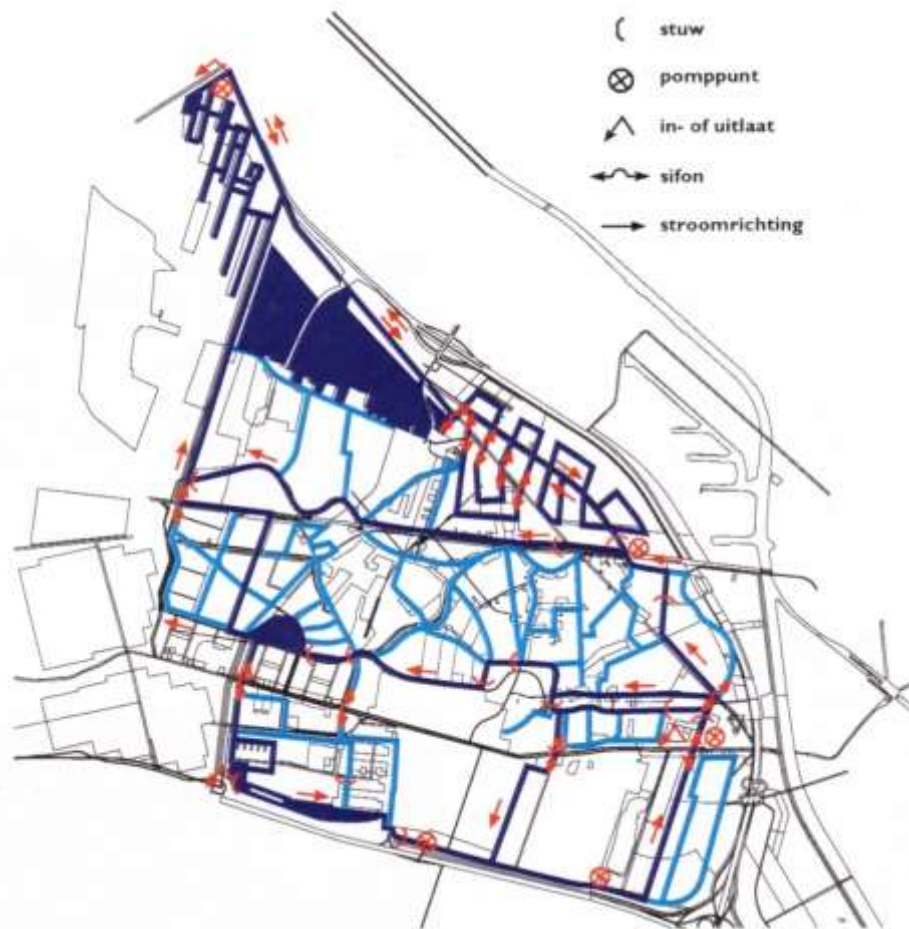 stuw
pomppunt
in- of uitlaat
sifon
stroomrichting